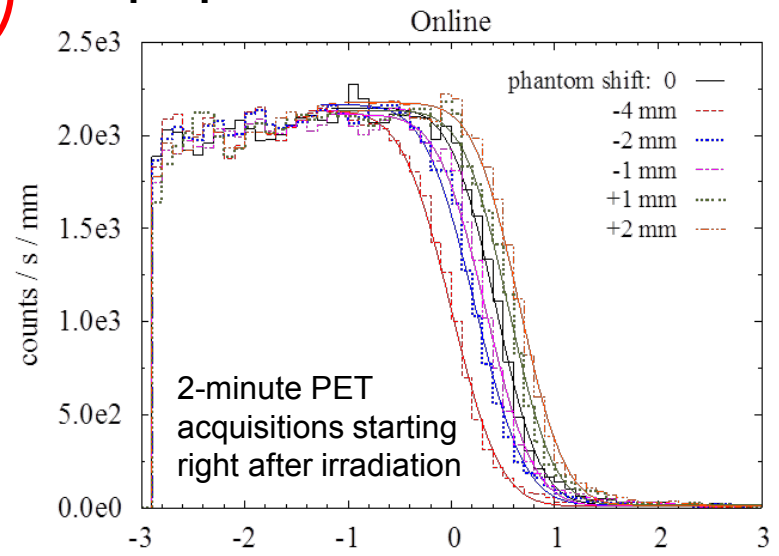 Online
2.5e3
2.0e3
1.5e3
1.0e3
5.0e2
0.0e0
counts / s / mm
phantom shift: 0
-4 mm
-2 mm
-1 mm
+1 mm
+2 mm
2-minute PET
acquisitions starting
right after irradiation
-3 -2 -1 0 1 2 3